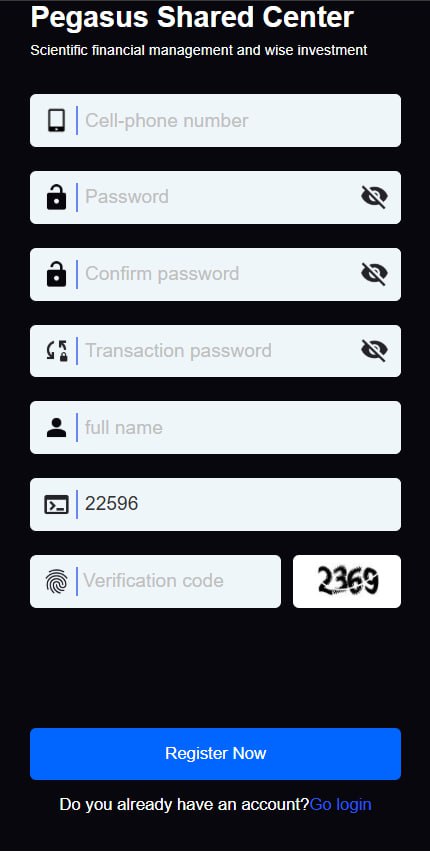 Pegasus Shared Center
Scientific financial management and wise investment
Cell-phone number
Password
Confirm password
Transaction password
full name
22596
Verification code
2369
Register Now
Do you already have an account?Go login